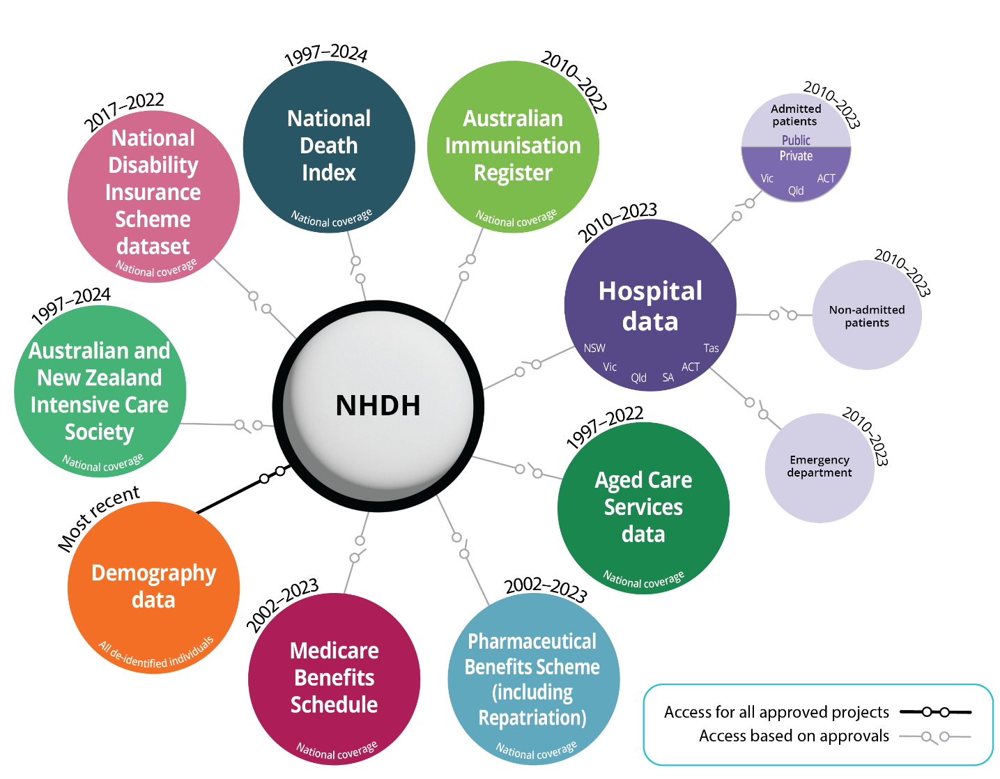 1997–2024
National
Death
Index
National coverage
2010–2022
Australian
Immunisation
Register
National coverage
2017–2022
National
Disability
Insurance
Scheme
dataset
National coverage
2010–2023
Admitted
patients
Public
Private
Vic
Qld
ACT
2010–2023
Hospital
data
NSW
Vic
Qld
SA
ACT
Tas
2010–2023
Non-admitted
patients
2010–2023
Emergency
department
1997–2024
Australian and
New Zealand
Intensive Care
Society
National coverage
NHDH
1997–2022
Aged Care
Services
data
National coverage
Most recent
Demography
data
All de-identified individuals
2002–2023
Medicare
Benefits
Schedule
National coverage
2002–2023
Pharmaceutical
Benefits Scheme
(including
Repatriation)
National coverage
Access for all approved projects
Access based on approvals